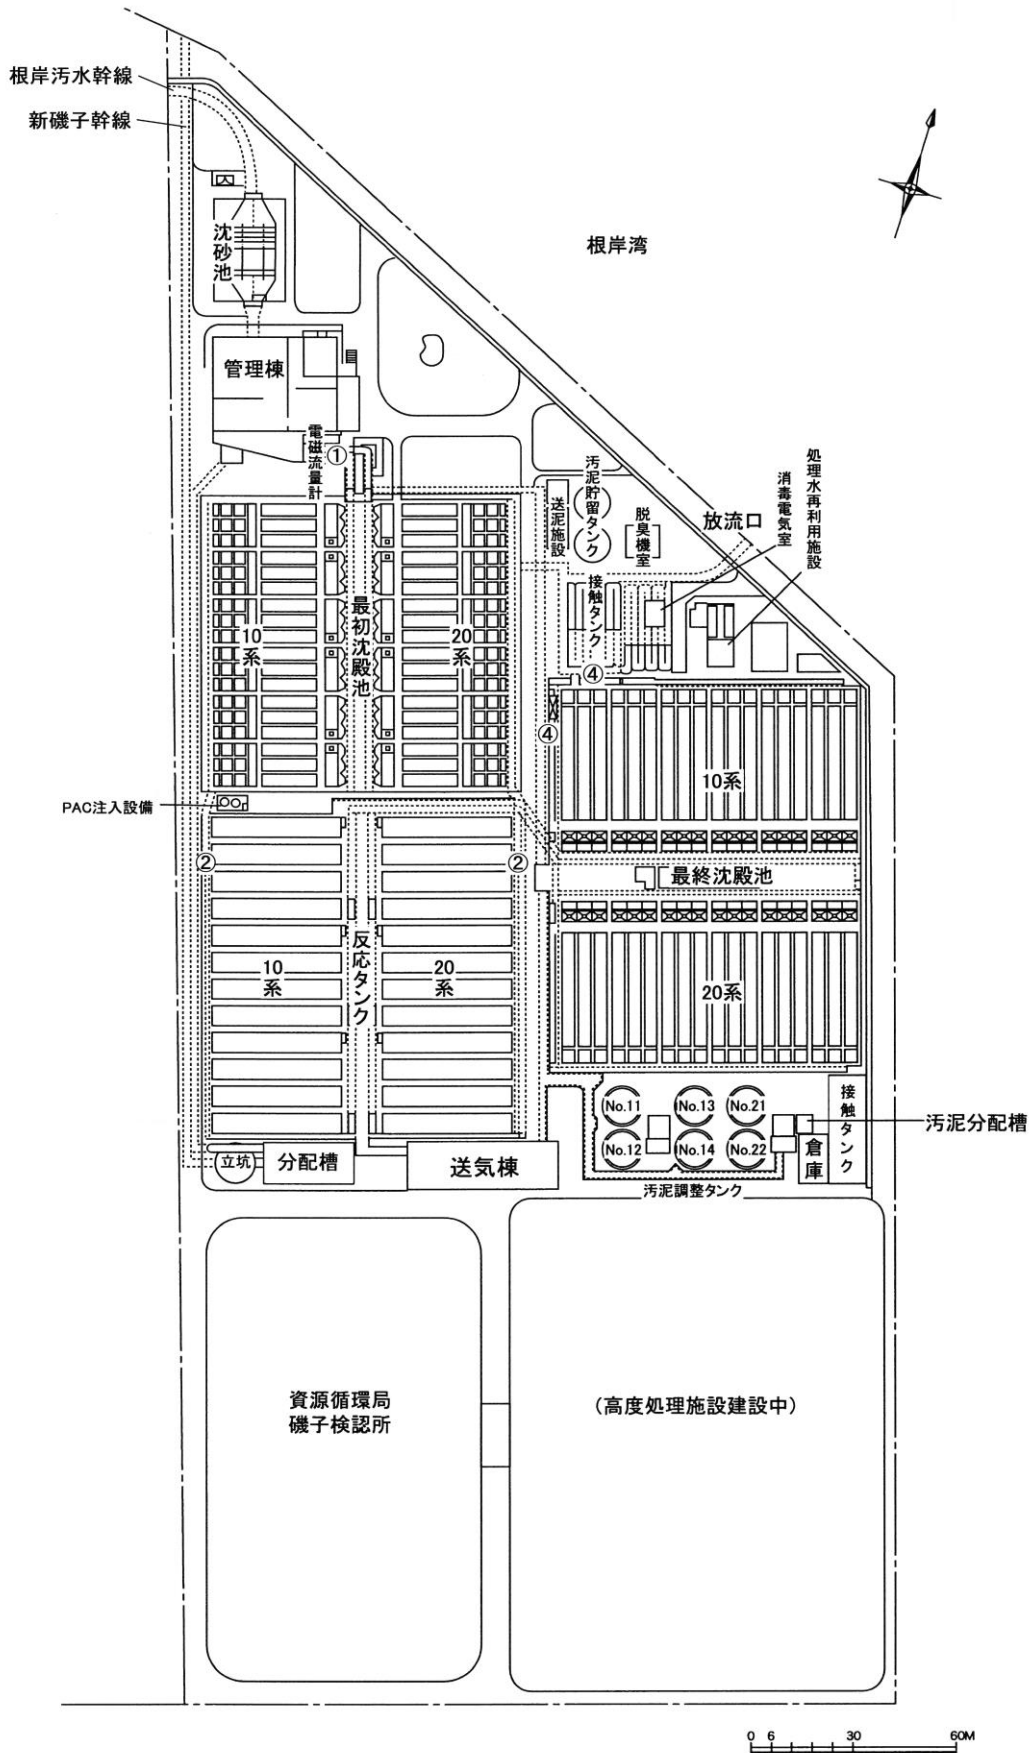 根岸汚水幹線
新磯子幹線
根岸湾
沈砂池
管理棟
電磁流量計
①
汚泥貯留タンク
送泥施設
脱臭機室
放流口
消毒電気室
処理水再利用施設
接触タンク
④
10系
最初沈殿池
20系
④
10系
PAC注入設備
②
②
最終沈殿池
10系
反応タンク
20系
20系
No.11
No.13
No.21
No.12
No.14
No.22
接触タンク
汚泥分配槽
倉庫
立坑
分配槽
送気棟
汚泥調整タンク
資源循環局
磯子検認所
(高度処理施設建設中)
0 6 30 60M